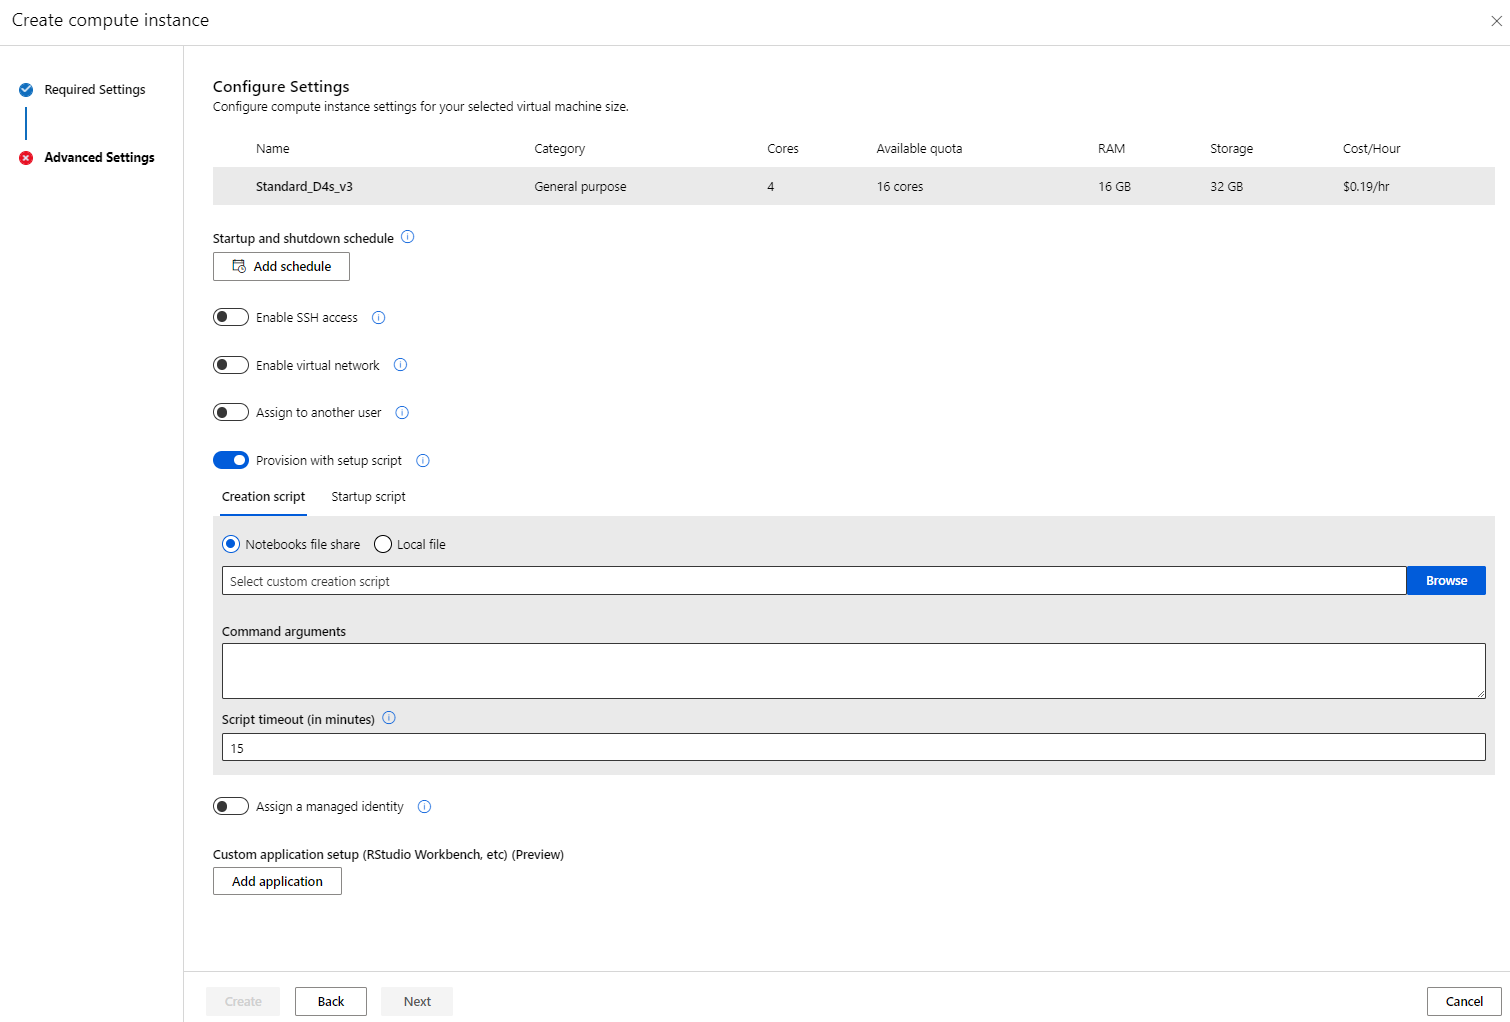 Create compute instance
Required Settings
Advanced Settings
Configure Settings
Configure compute instance settings for your selected virtual machine size.
Name Category Cores Available quota RAM Storage Cost/Hour
Standard_D4s_v3 General purpose 4 16 cores 16 GB 32 GB $0.19/hr
Startup and shutdown schedule
Add schedule
Enable SSH access
Enable virtual network
Assign to another user
Provision with setup script
Creation script Startup script
Notebooks file share Local file
Select custom creation script Browse
Command arguments
Script timeout (in minutes)
15
Assign a managed identity
Custom application setup (RStudio Workbench, etc) (Preview)
Add application
Create Back Next Cancel